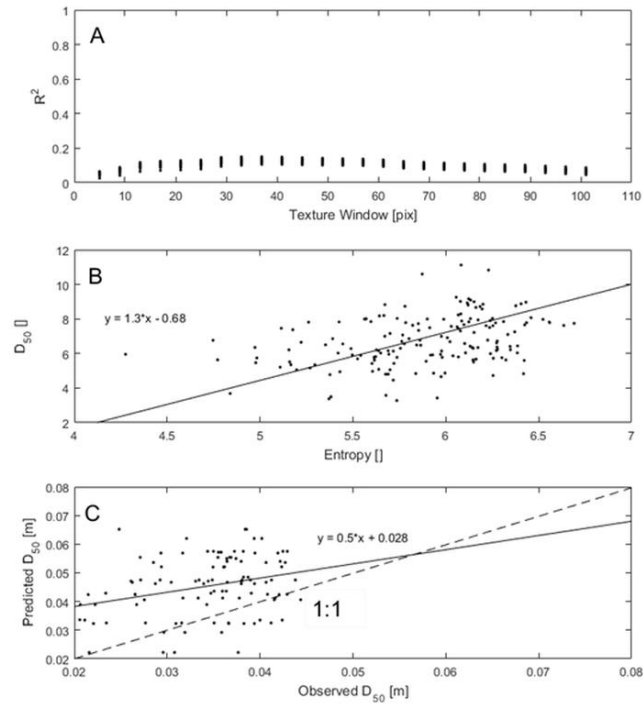 A
1
0.8
0.6
0.4
0.2
0
R2
0 10 20 30 40 50 60 70 80 90 100 110
Texture Window [pix]
B
12
10
8
6
4
2
D50 []
y = 1.3*x - 0.68
4 4.5 5 5.5 6 6.5 7
Entropy []
C
0.08
0.07
0.06
0.05
0.04
0.03
0.02
Predicted D50 [m]
y = 0.5*x + 0.028
1:1
0.02 0.03 0.04 0.05 0.06 0.07 0.08
Observed D50 [m]